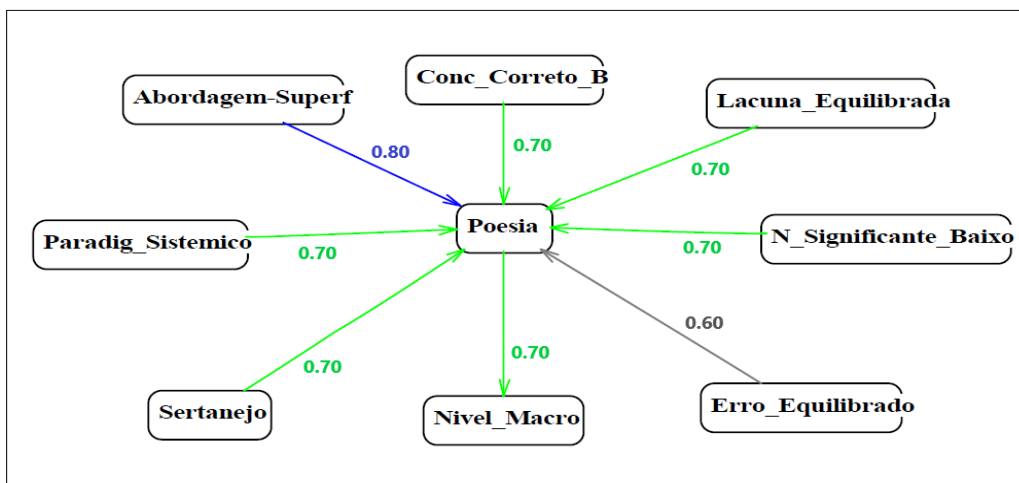 Conc_Correto_B
Abordagem-Superf
Lacuna_Equilibrada
0.80
0.70
0.70
Poesia
Paradig_Sistemico
0.70
0.70
N_Significante_Baixo
0.60
0.70
0.70
Sertanejo
Nivel_Macro
Erro_Equilibrado